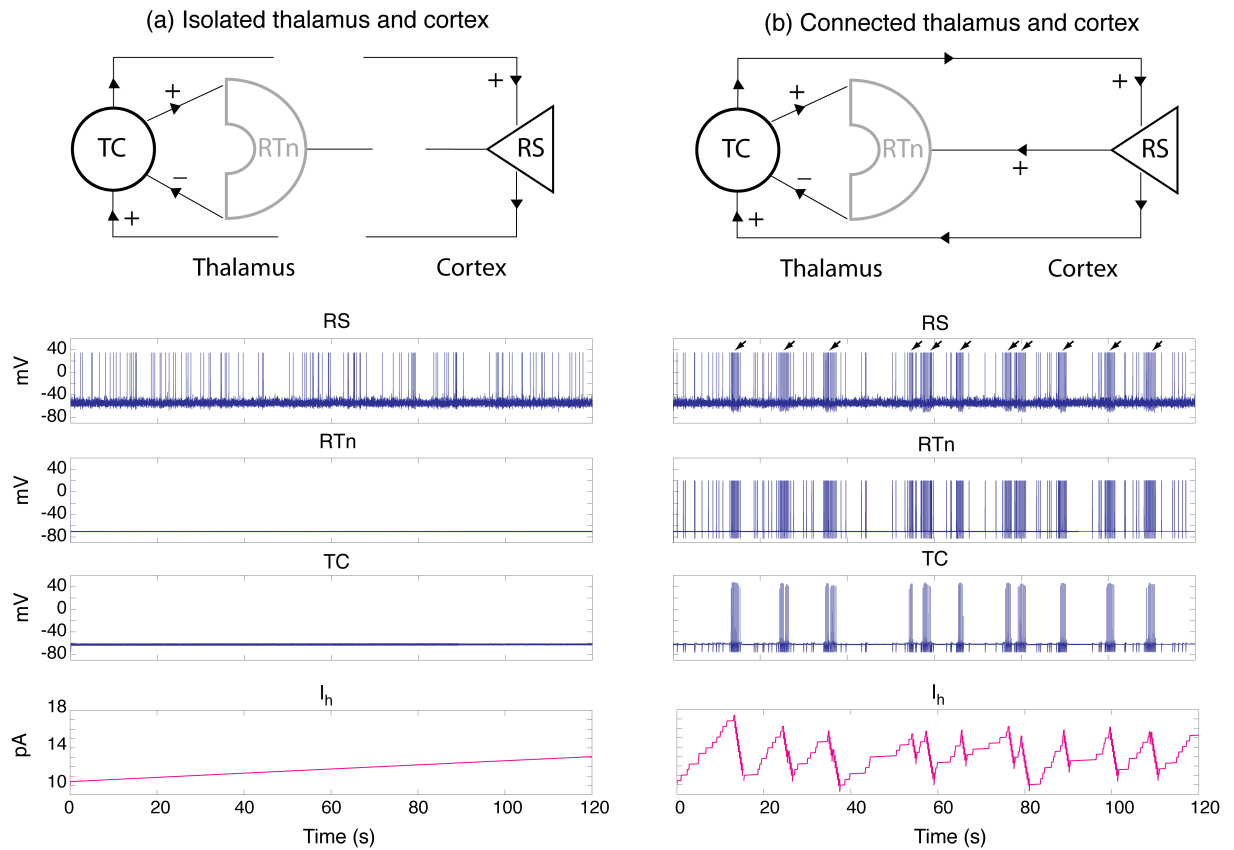 (a) Isolated thalamus and cortex
(b) Connected thalamus and cortex
+
+
TC
RTn
RS
−
+
Thalamus
Cortex
+
+
TC
RTn
RS
+
−
+
Thalamus
Cortex
RS
mV
40
0
-40
-80
RTn
mV
40
0
-40
-80
TC
mV
40
0
-40
-80
Ih
pA
18
14
10
0 20 40 60 80 100 120
Time (s)
RS
RTn
TC
Ih
0 20 40 60 80 100 120
Time (s)